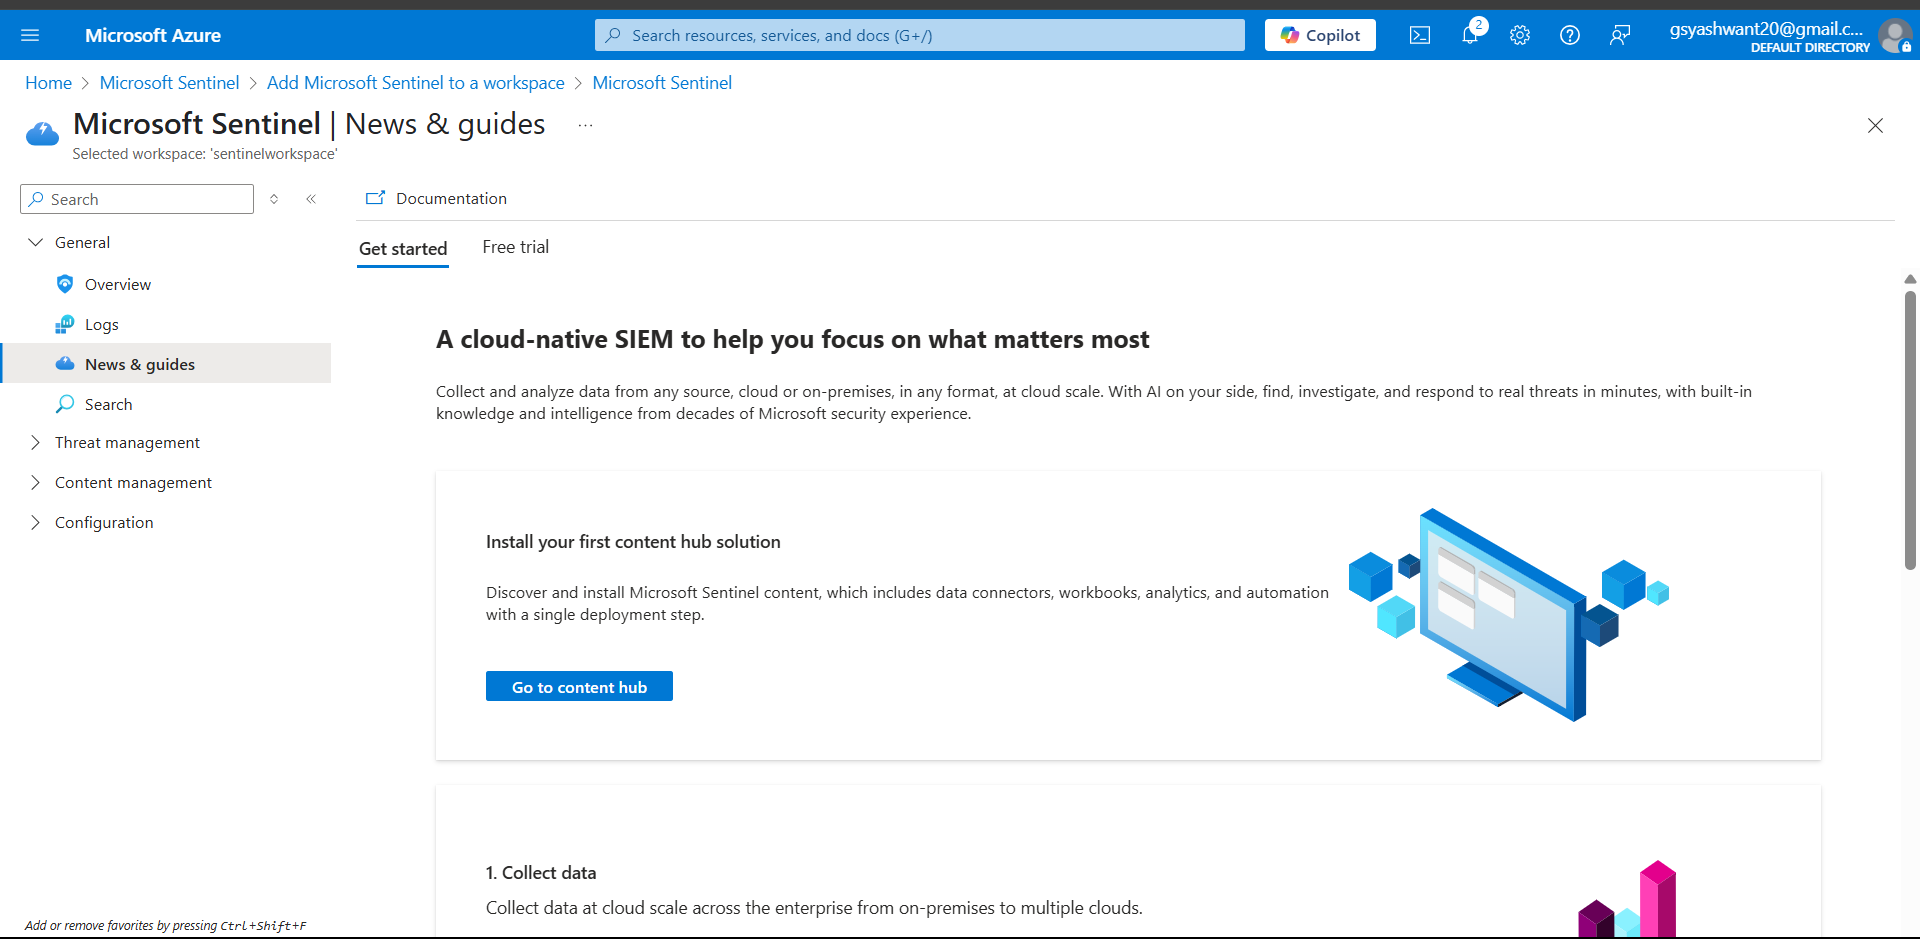 Microsoft Azure
Search resources, services, and docs (G+/)
Copilot
2
gsyashwant20@gmail.c...
DEFAULT DIRECTORY
Home > Microsoft Sentinel > Add Microsoft Sentinel to a workspace > Microsoft Sentinel
Microsoft Sentinel | News & guides ...
Selected workspace: 'sentinelworkspace'
Search
Documentation
General
Overview
Logs
News & guides
Search
Threat management
Content management
Configuration
Add or remove favorites by pressing Ctrl+Shift+F
Get started
Free trial
A cloud-native SIEM to help you focus on what matters most
Collect and analyze data from any source, cloud or on-premises, in any format, at cloud scale. With AI on your side, find, investigate, and respond to real threats in minutes, with built-in
knowledge and intelligence from decades of Microsoft security experience.
Install your first content hub solution
Discover and install Microsoft Sentinel content, which includes data connectors, workbooks, analytics, and automation
with a single deployment step.
Go to content hub
1. Collect data
Collect data at cloud scale across the enterprise from on-premises to multiple clouds.